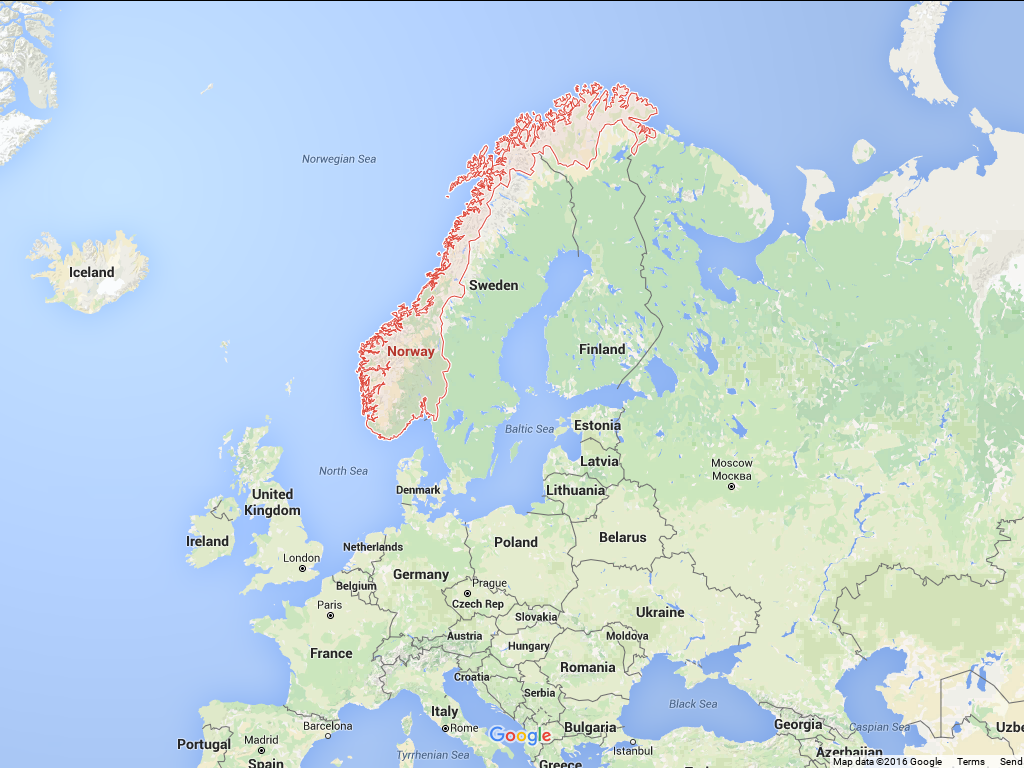 Norwegian Sea
Iceland
Sweden
Norway
Finland
Baltic Sea
Estonia
North Sea
Latvia
Moscow
Москва
Denmark
Lithuania
United
Kingdom
Ireland
Netherlands
Poland
Belarus
London
Belgium
Germany
Prague
Paris
Czech Rep
Ukraine
Slovakia
Austria
Moldova
France
Hungary
Romania
Croatia
Serbia
Black Sea
Italy
Barcelona
Rome
Google
Bulgaria
Georgia
Caspian Sea
Uzbe
Portugal
Madrid
Istanbul
Azerbaijan
Tyrrhenian Sea
Spain
Greece
Map data ©2016 Google Terms Send